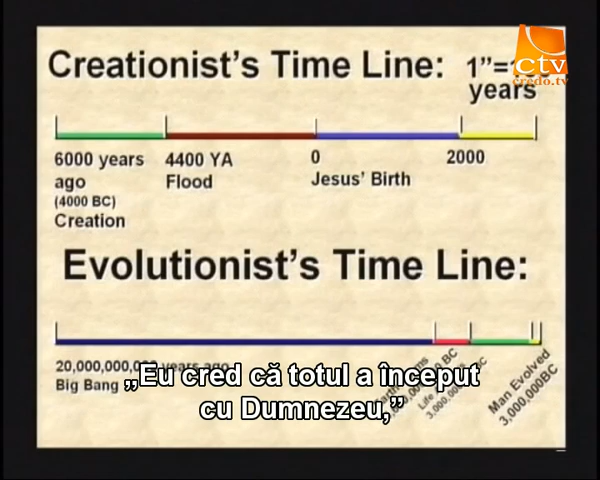 Creationist's Time Line: 1"=
years
ctv
credo.tv
6000 years
ago
(4000 BC)
Creation
4400 YA
Flood
0
Jesus' Birth
2000
Evolutionist's Time Line:
Big Bang
Man Evolved
3,000,000BC
„Eu cred că totul a început
cu Dumnezeu,”